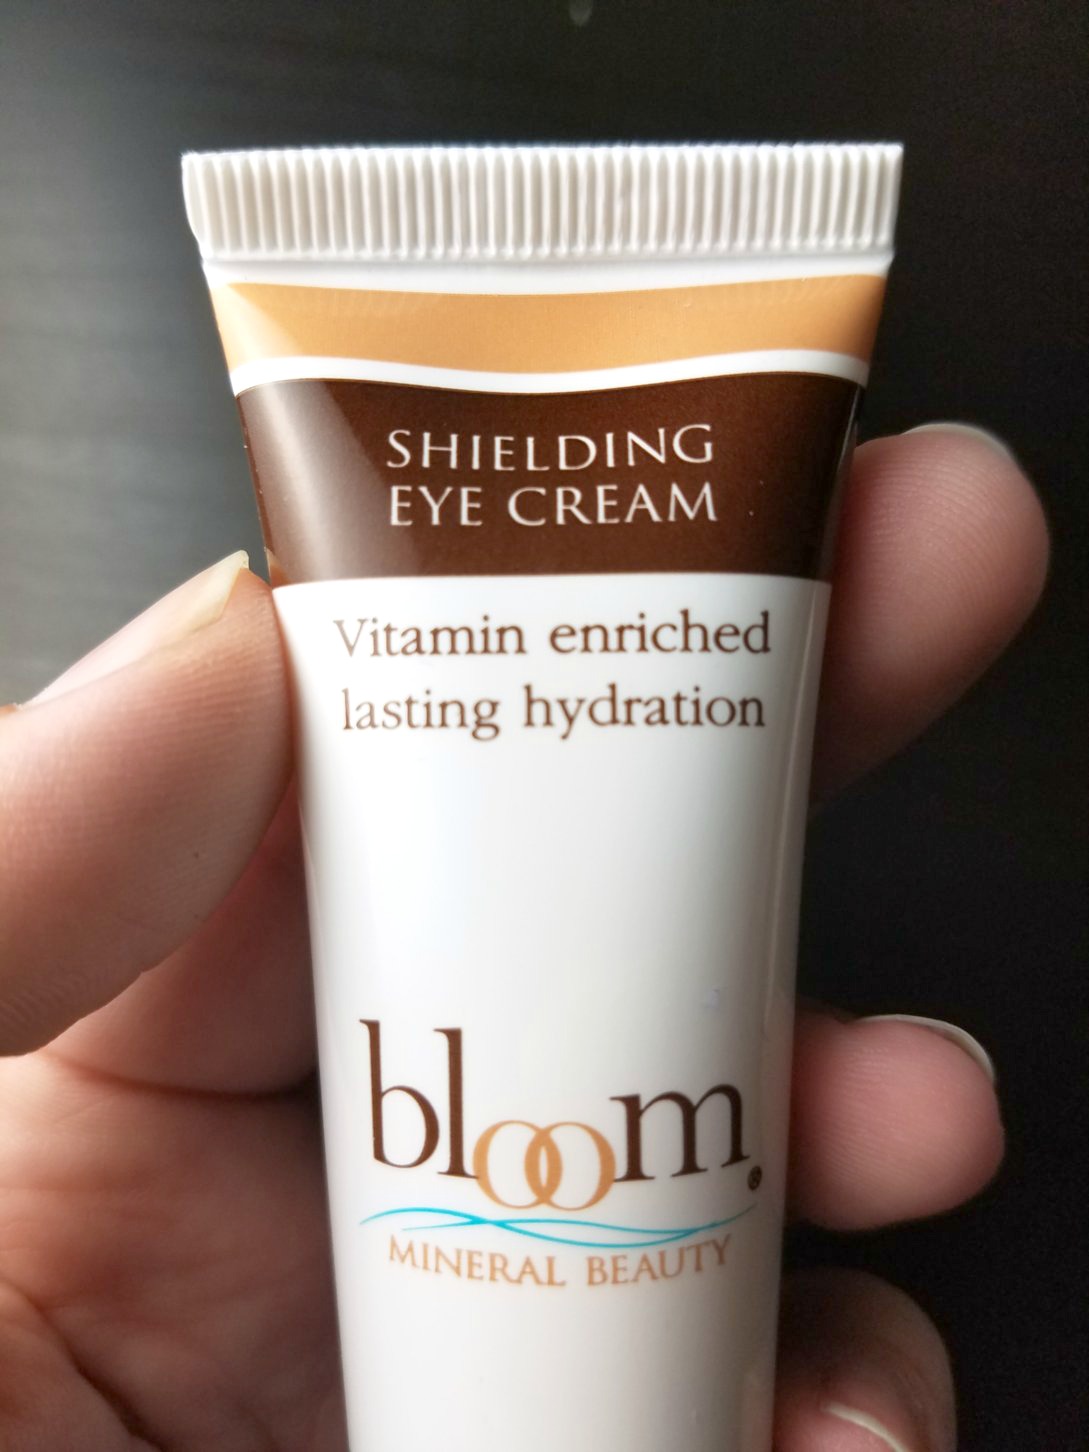 SHIELDING
EYE CREAM
Vitamin enriched
lasting hydration
bloom®
MINERAL BEAUTY